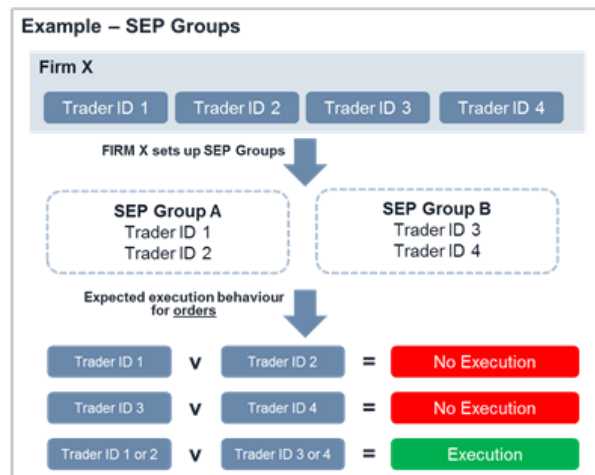 Example – SEP Groups
Firm X
Trader ID 1 Trader ID 2 Trader ID 3 Trader ID 4
FIRM X sets up SEP Groups
SEP Group A
Trader ID 1
Trader ID 2
SEP Group B
Trader ID 3
Trader ID 4
Expected execution behaviour
for orders
Trader ID 1 v Trader ID 2 = No Execution
Trader ID 3 v Trader ID 4 = No Execution
Trader ID 1 or 2 v Trader ID 3 or 4 = Execution